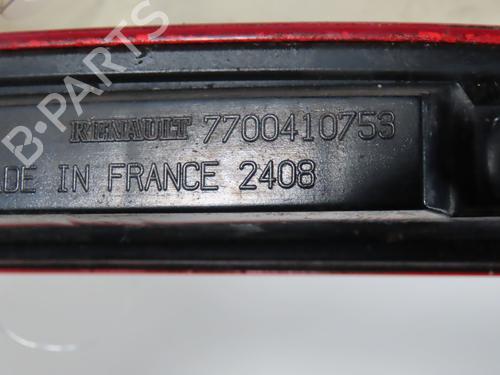 B-PARTS
RENAULT 7700410753
ADE IN FRANCE 2408